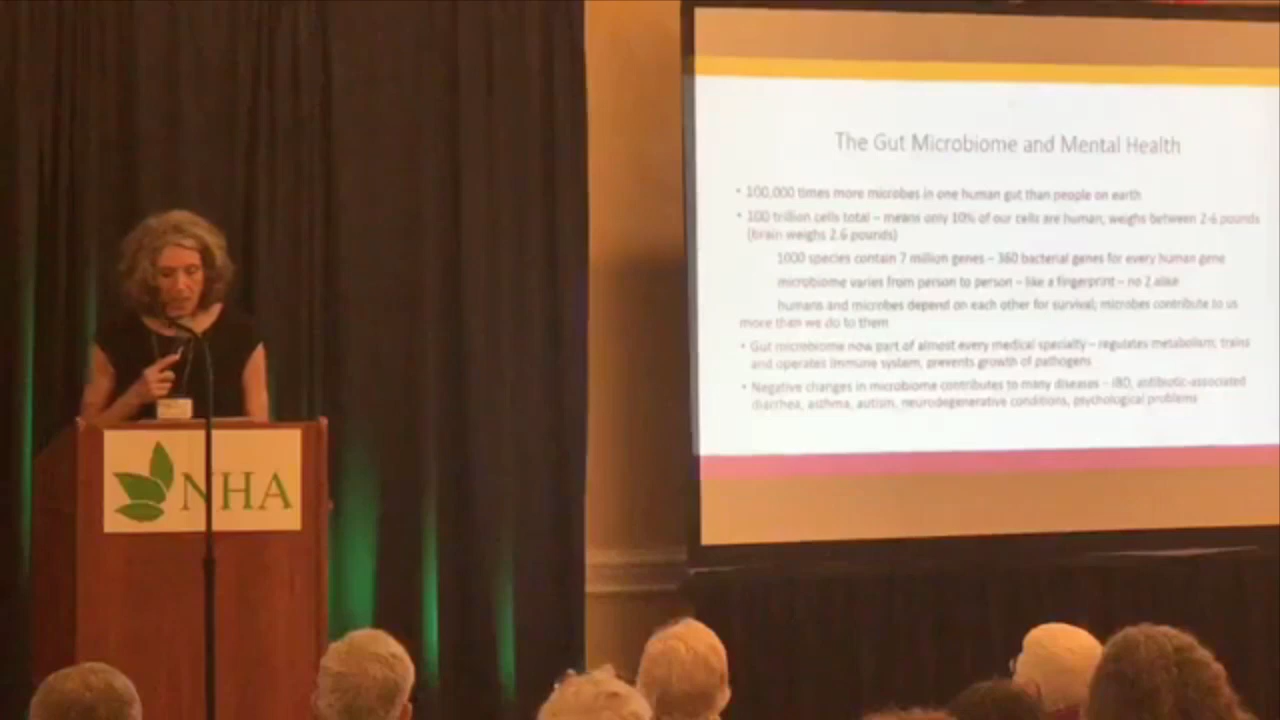 NHA
The Gut Microbiome and Mental Health
• 100,000 times more microbes in one human gut than people on earth
• 100 trillion cells total – means only 10% of our cells are human, weighs between 2-6 pounds
(brain weighs 2.6 pounds)
1000 species contain 7 million genes – 360 bacterial genes for every human gene
microbiome varies from person to person – like a fingerprint – no 2 alike
humans and microbes depend on each other for survival; microbes contribute to us
more than we do to them
• Gut microbiome now part of almost every medical specialty – regulates metabolism, trains
and operates immune system, prevents growth of pathogens
• Negative changes in microbiome contributes to many diseases – IBD, antibiotic-associated
diarrhea, asthma, autism, neurodegenerative conditions, psychological problems